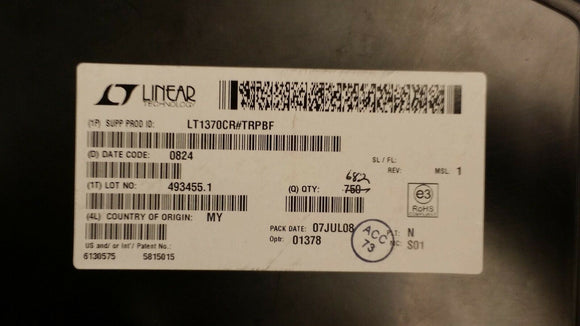 LINEAR
TECHNOLOGY
(1P) SUPP PROD ID: LT1370CR#TRPBF
(D) DATE CODE: 0824
SL / FL:
REV: MSL: 1
(1T) LOT NO: 493455.1
682
(Q) QTY: 750
e3
RoHS
(4L) COUNTRY OF ORIGIN: MY
PACK DATE: 07JUL08
Optr: 01378
ACC
73
N
S01
US and/ or Int'/ Patent No.:
6130575 5815015